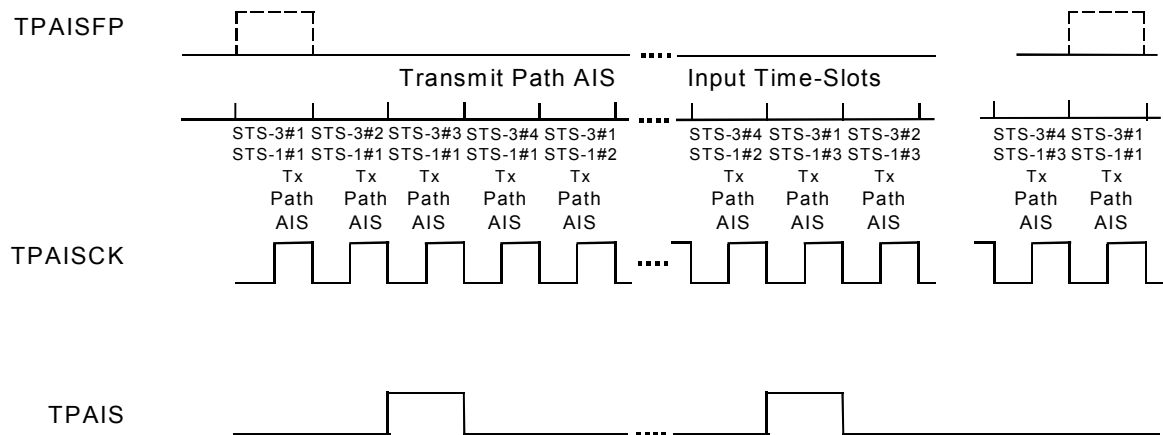 TPAISFP
Transmit Path AIS Input Time-Slots
STS-3#1 STS-3#2 STS-3#3 STS-3#4 STS-3#1 STS-3#4 STS-3#1 STS-3#2 STS-3#4 STS-3#1
STS-1#1 STS-1#1 STS-1#1 STS-1#1 STS-1#2 STS-1#2 STS-1#3 STS-1#3 STS-1#3 STS-1#1
Tx Tx Tx Tx Tx Tx Tx Tx Tx Tx
Path Path Path Path Path Path Path Path Path Path
AIS AIS AIS AIS AIS AIS AIS AIS AIS AIS
TPAISCK
TPAIS